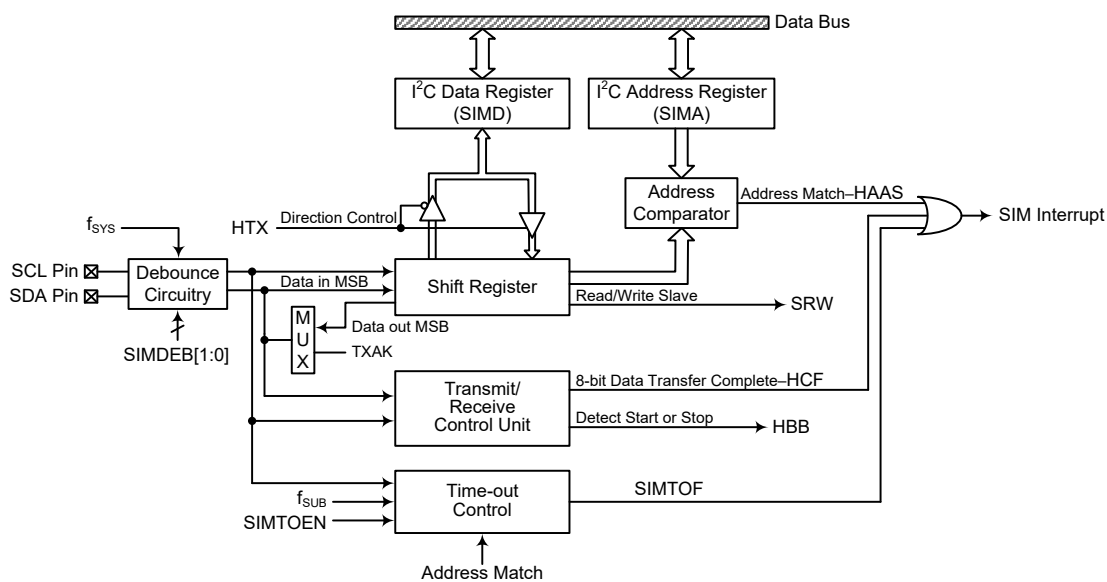 Data Bus
I²C Data Register
(SIMD)
I²C Address Register
(SIMA)
Address
Comparator
Address Match–HAAS
SIM Interrupt
HTX
Direction Control
fSYS
SCL Pin
SDA Pin
Debounce
Circuitry
SIMDEB[1:0]
Data in MSB
Shift Register
Read/Write Slave
SRW
M
U
X
Data out MSB
TXAK
Transmit/
Receive
Control Unit
8-bit Data Transfer Complete–HCF
Detect Start or Stop
HBB
fSUB
SIMTOEN
Time-out
Control
SIMTOF
Address Match